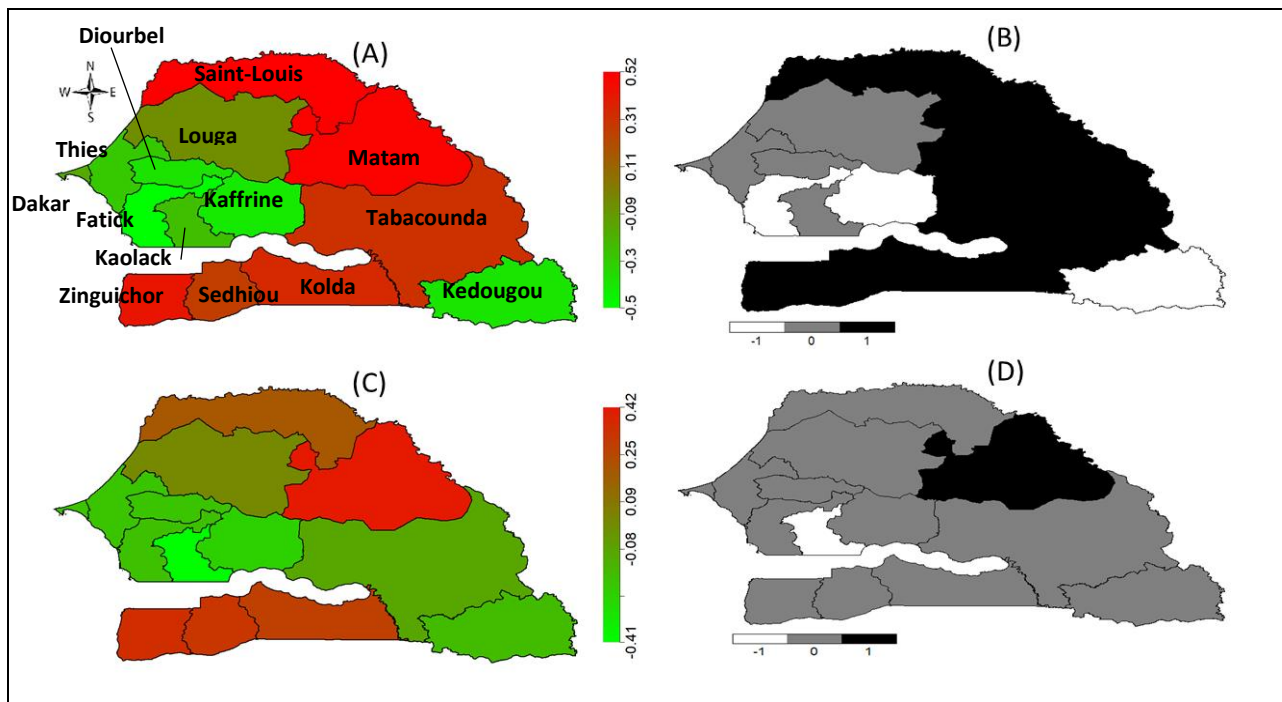 Diourbel
(A)
(B)
N
W E
S
Saint-Louis
0.52
0.31
0.11
-0.09
-0.3
-0.5
Louga
Thies
Matam
Dakar
Fatick
Kaffrine
Tabacounda
Kaolack
Zinguichor
Sedhiou
Kolda
Kedougou
-1 0 1
(C)
(D)
0.42
0.25
0.09
-0.08
-0.41
-1 0 1